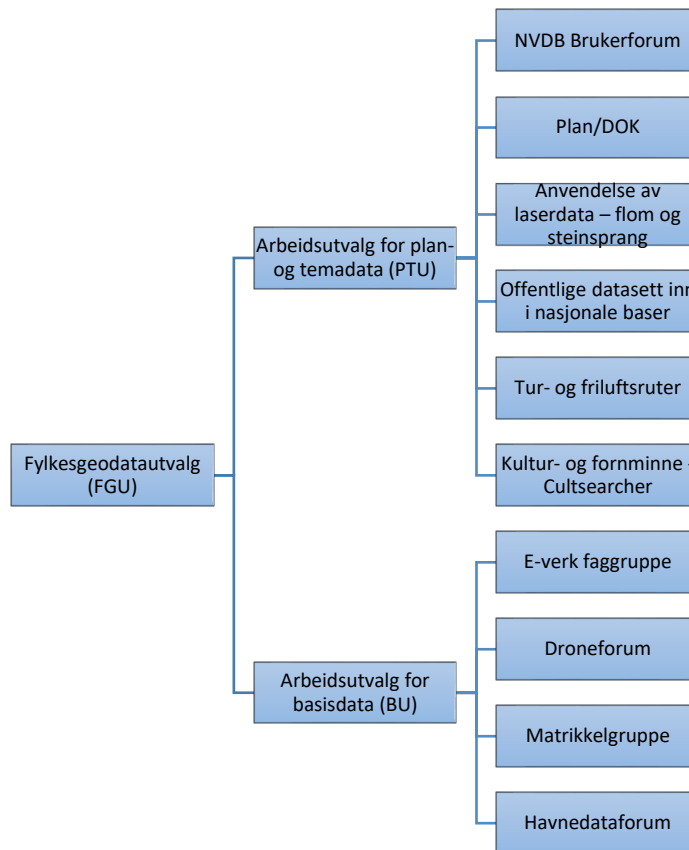 NVDB Brukerforum
Plan/DOK
Anvendelse av
laserdata – flom og
steinsprang
Arbeidsutvalg for plan-
og temadata (PTU)
Offentlige datasett inn
i nasjonale baser
Tur- og friluftsruter
Fylkesgeodatautvalg
(FGU)
Kultur- og fornminne -
Cultsearcher
E-verk faggruppe
Droneforum
Arbeidsutvalg for
basisdata (BU)
Matrikkelgruppe
Havnedataforum